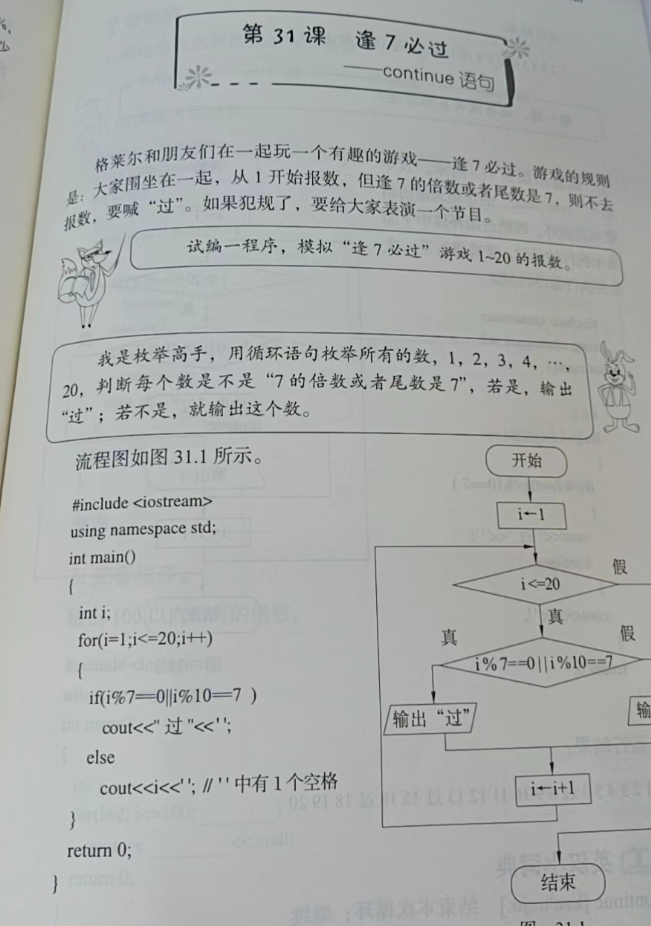 第 31 课 逢 7 必过
——continue 语句
格莱尔和朋友们在一起玩一个有趣的游戏——逢 7 必过。游戏的规则
是：大家围坐在一起，从 1 开始报数，但逢 7 的倍数或者尾数是 7，则不去
报数，要喊“过”。如果犯规了，要给大家表演一个节目。
试编一程序，模拟“逢 7 必过”游戏 1~20 的报数。
我是枚举高手，用循环语句枚举所有的数，1，2，3，4，…，
20，判断每个数是不是“7 的倍数或者尾数是 7”，若是，输出
“过”；若不是，就输出这个数。
流程图如图 31.1 所示。
#include <iostream>
using namespace std;
int main()
{
int i;
for(i=1;i<=20;i++)
{
if(i%7==0||i%10==7 )
cout<<" 过 "<<' ';
else
cout<<i<<' '; // ' ' 中有 1 个空格
}
return 0;
}
开始
i←1
i<=20
假
真
i%7==0||i%10==7
真
假
输出“过”
输
i←i+1
结束